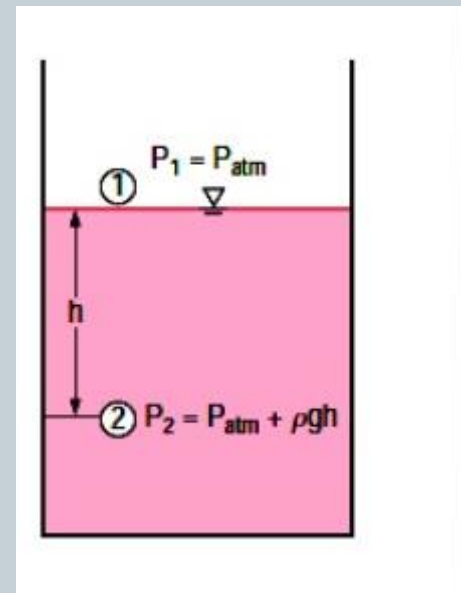 P₁ = Patm
①
h
② P₂ = Patm + ρgh